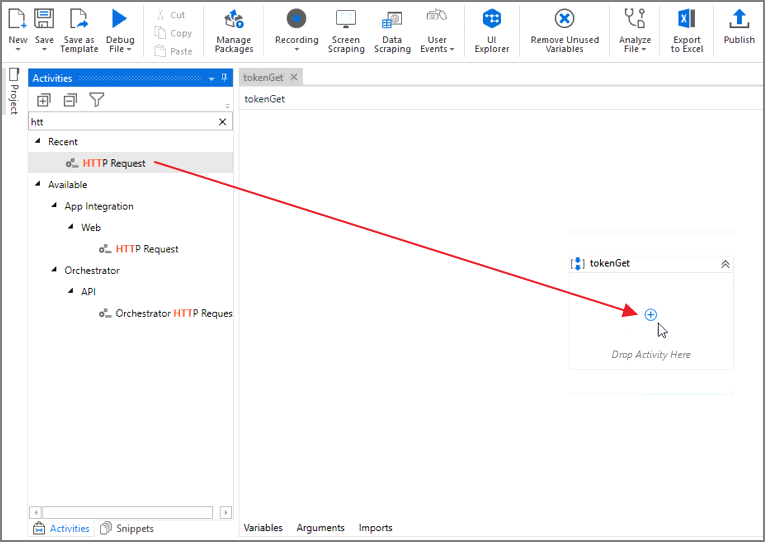 New Save Save as Template Debug File Cut Copy Paste Manage Packages Recording Screen Scraping Data Scraping User Events UI Explorer Remove Unused Variables Analyze File Export to Excel Publish
Project
Activities
tokenGet
tokenGet
htt
Recent
HTTP Request
Available
App Integration
Web
HTTP Request
Orchestrator
API
Orchestrator HTTP Reques
tokenGet
Drop Activity Here
Variables Arguments Imports
Activities Snippets